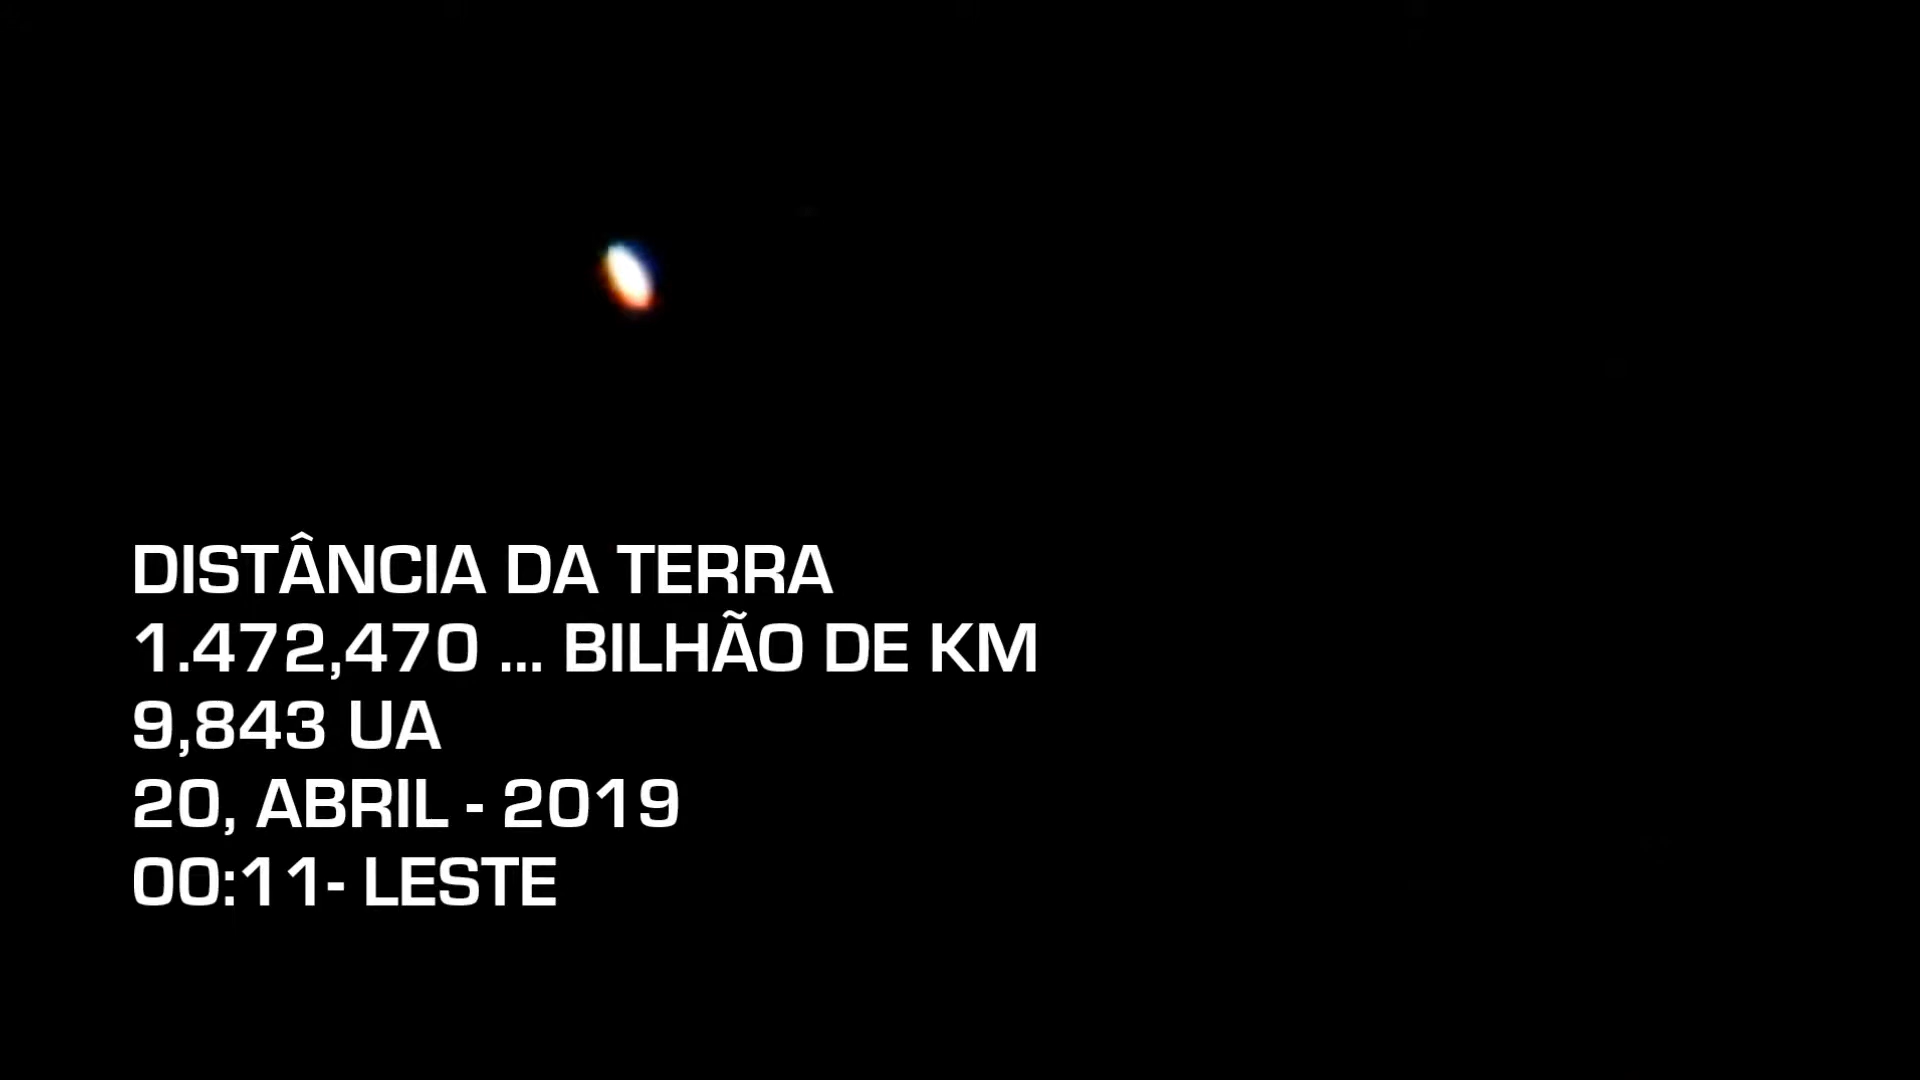 DISTÂNCIA DA TERRA
1.472,470 ... BILHÃO DE KM
9,843 UA
20, ABRIL - 2019
00:11- LESTE